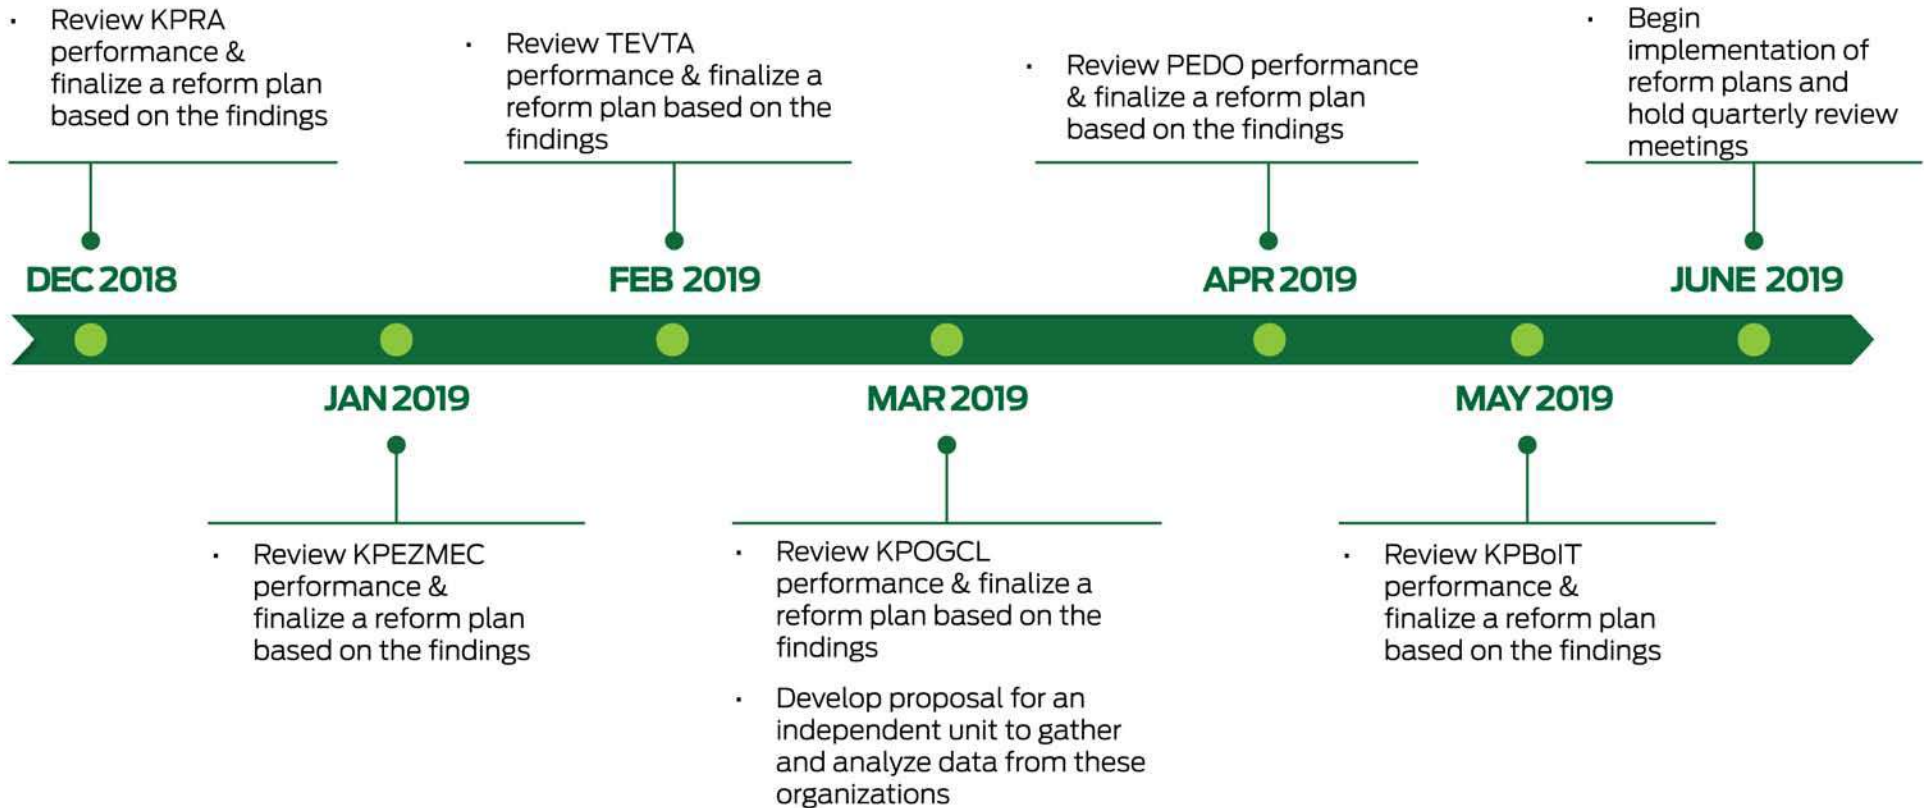 · Review KPRA
performance &
finalize a reform plan
based on the findings
· Review TEVTA
performance & finalize a
reform plan based on the
findings
· Review PEDO performance
& finalize a reform plan
based on the findings
· Begin
implementation of
reform plans and
hold quarterly review
meetings
DEC 2018
FEB 2019
APR 2019
JUNE 2019
JAN 2019
MAR 2019
MAY 2019
· Review KPEZMEC
performance &
finalize a reform plan
based on the findings
· Review KPOGCL
performance & finalize a
reform plan based on the
findings
· Develop proposal for an
independent unit to gather
and analyze data from these
organizations
· Review KPBoIT
performance &
finalize a reform plan
based on the findings